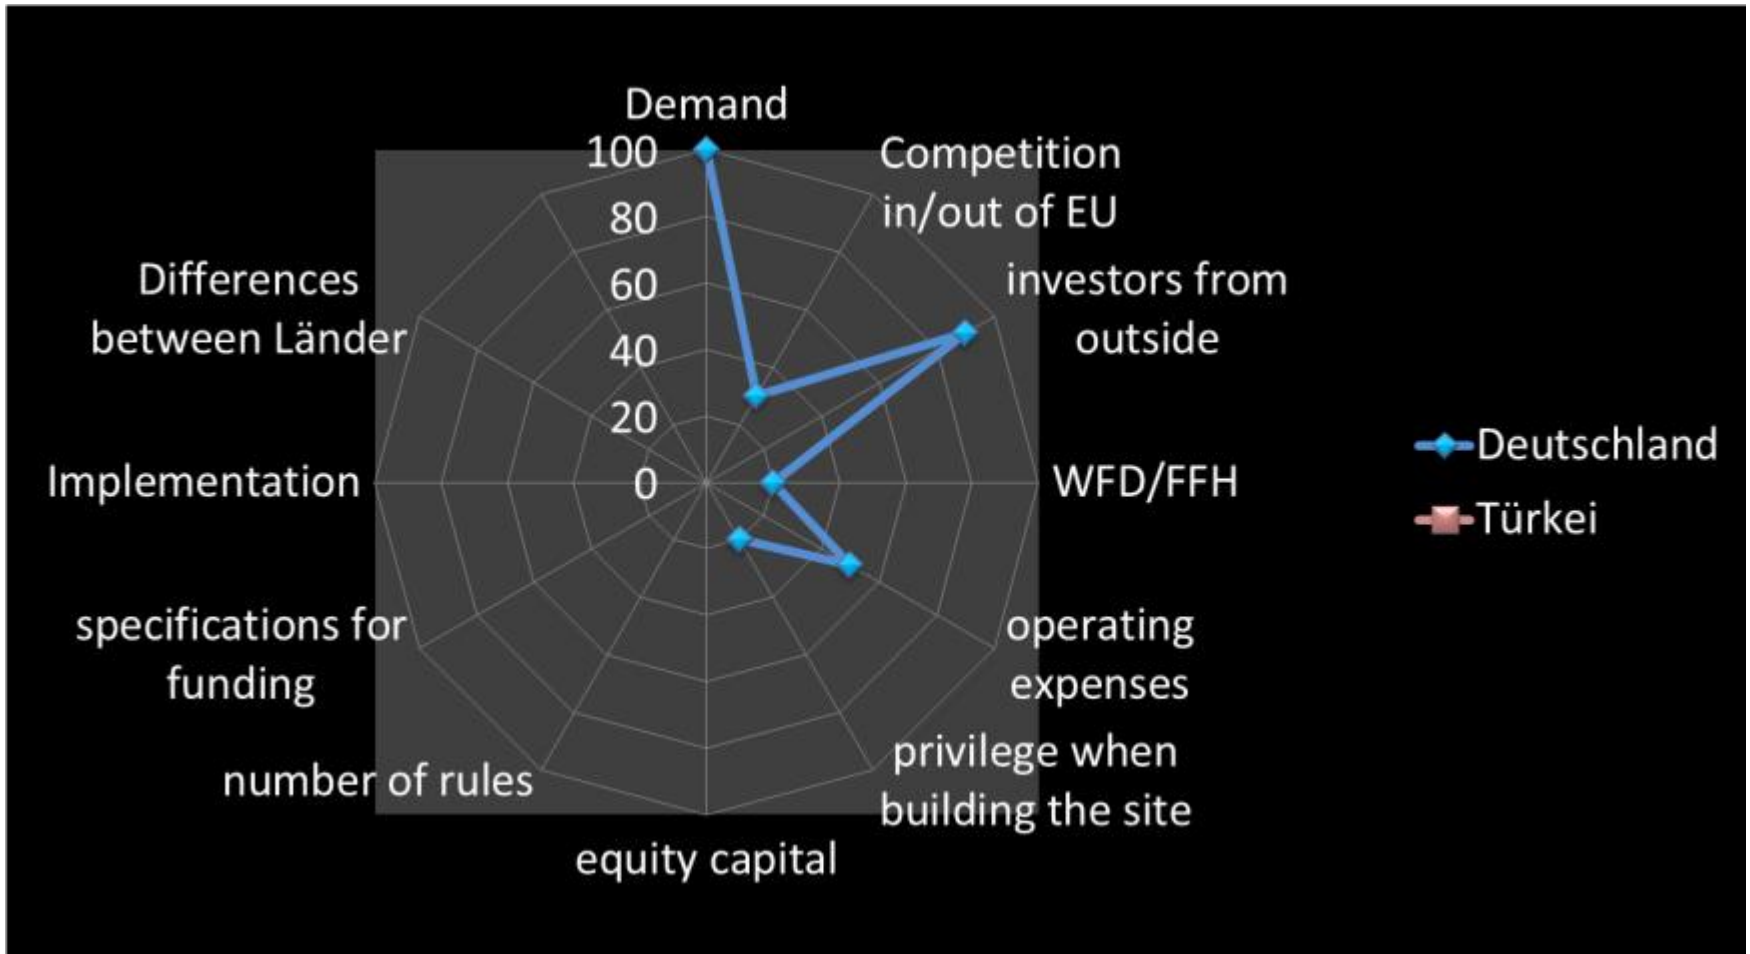 Demand
100
80
60
40
20
0
Competition
in/out of EU
investors from
outside
WFD/FFH
operating
expenses
privilege when
building the site
equity capital
number of rules
specifications for
funding
Implementation
Differences
between Länder
Deutschland
Türkei